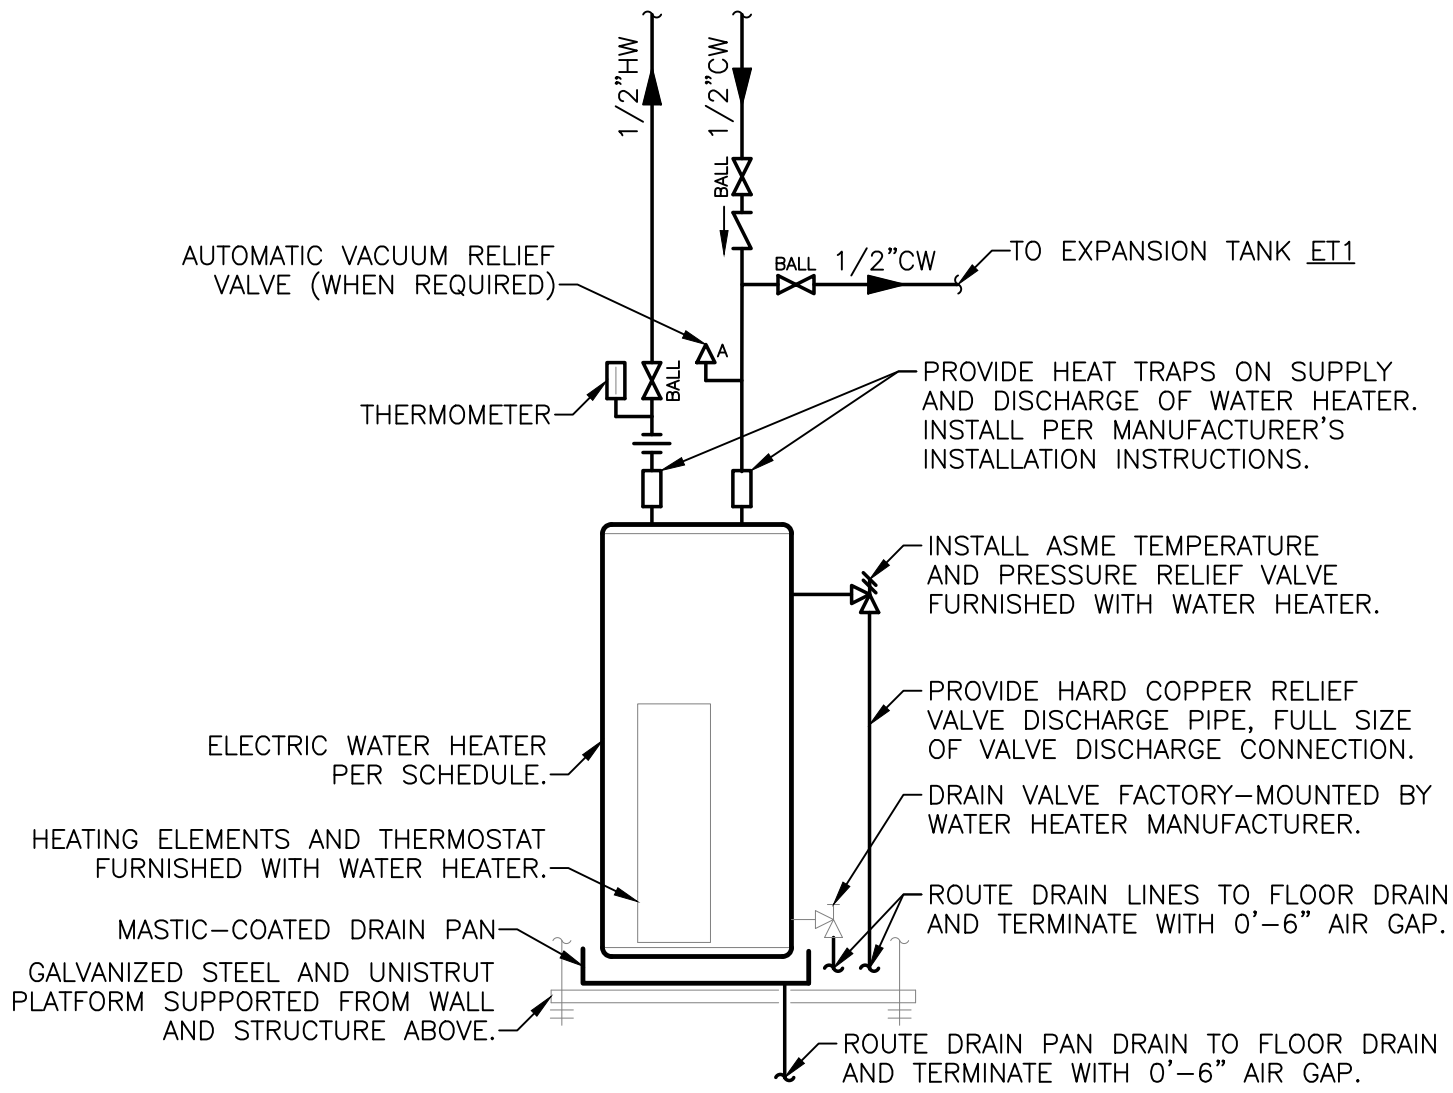 1/2"HW
1/2"CW
BALL
AUTOMATIC VACUUM RELIEF
VALVE (WHEN REQUIRED)
BALL
1/2"CW
TO EXPANSION TANK ET1
A
BALL
THERMOMETER
PROVIDE HEAT TRAPS ON SUPPLY
AND DISCHARGE OF WATER HEATER.
INSTALL PER MANUFACTURER'S
INSTALLATION INSTRUCTIONS.
INSTALL ASME TEMPERATURE
AND PRESSURE RELIEF VALVE
FURNISHED WITH WATER HEATER.
PROVIDE HARD COPPER RELIEF
VALVE DISCHARGE PIPE, FULL SIZE
OF VALVE DISCHARGE CONNECTION.
ELECTRIC WATER HEATER
PER SCHEDULE.
DRAIN VALVE FACTORY-MOUNTED BY
WATER HEATER MANUFACTURER.
HEATING ELEMENTS AND THERMOSTAT
FURNISHED WITH WATER HEATER.
ROUTE DRAIN LINES TO FLOOR DRAIN
AND TERMINATE WITH 0'-6" AIR GAP.
MASTIC-COATED DRAIN PAN
GALVANIZED STEEL AND UNISTRUT
PLATFORM SUPPORTED FROM WALL
AND STRUCTURE ABOVE.
ROUTE DRAIN PAN DRAIN TO FLOOR DRAIN
AND TERMINATE WITH 0'-6" AIR GAP.